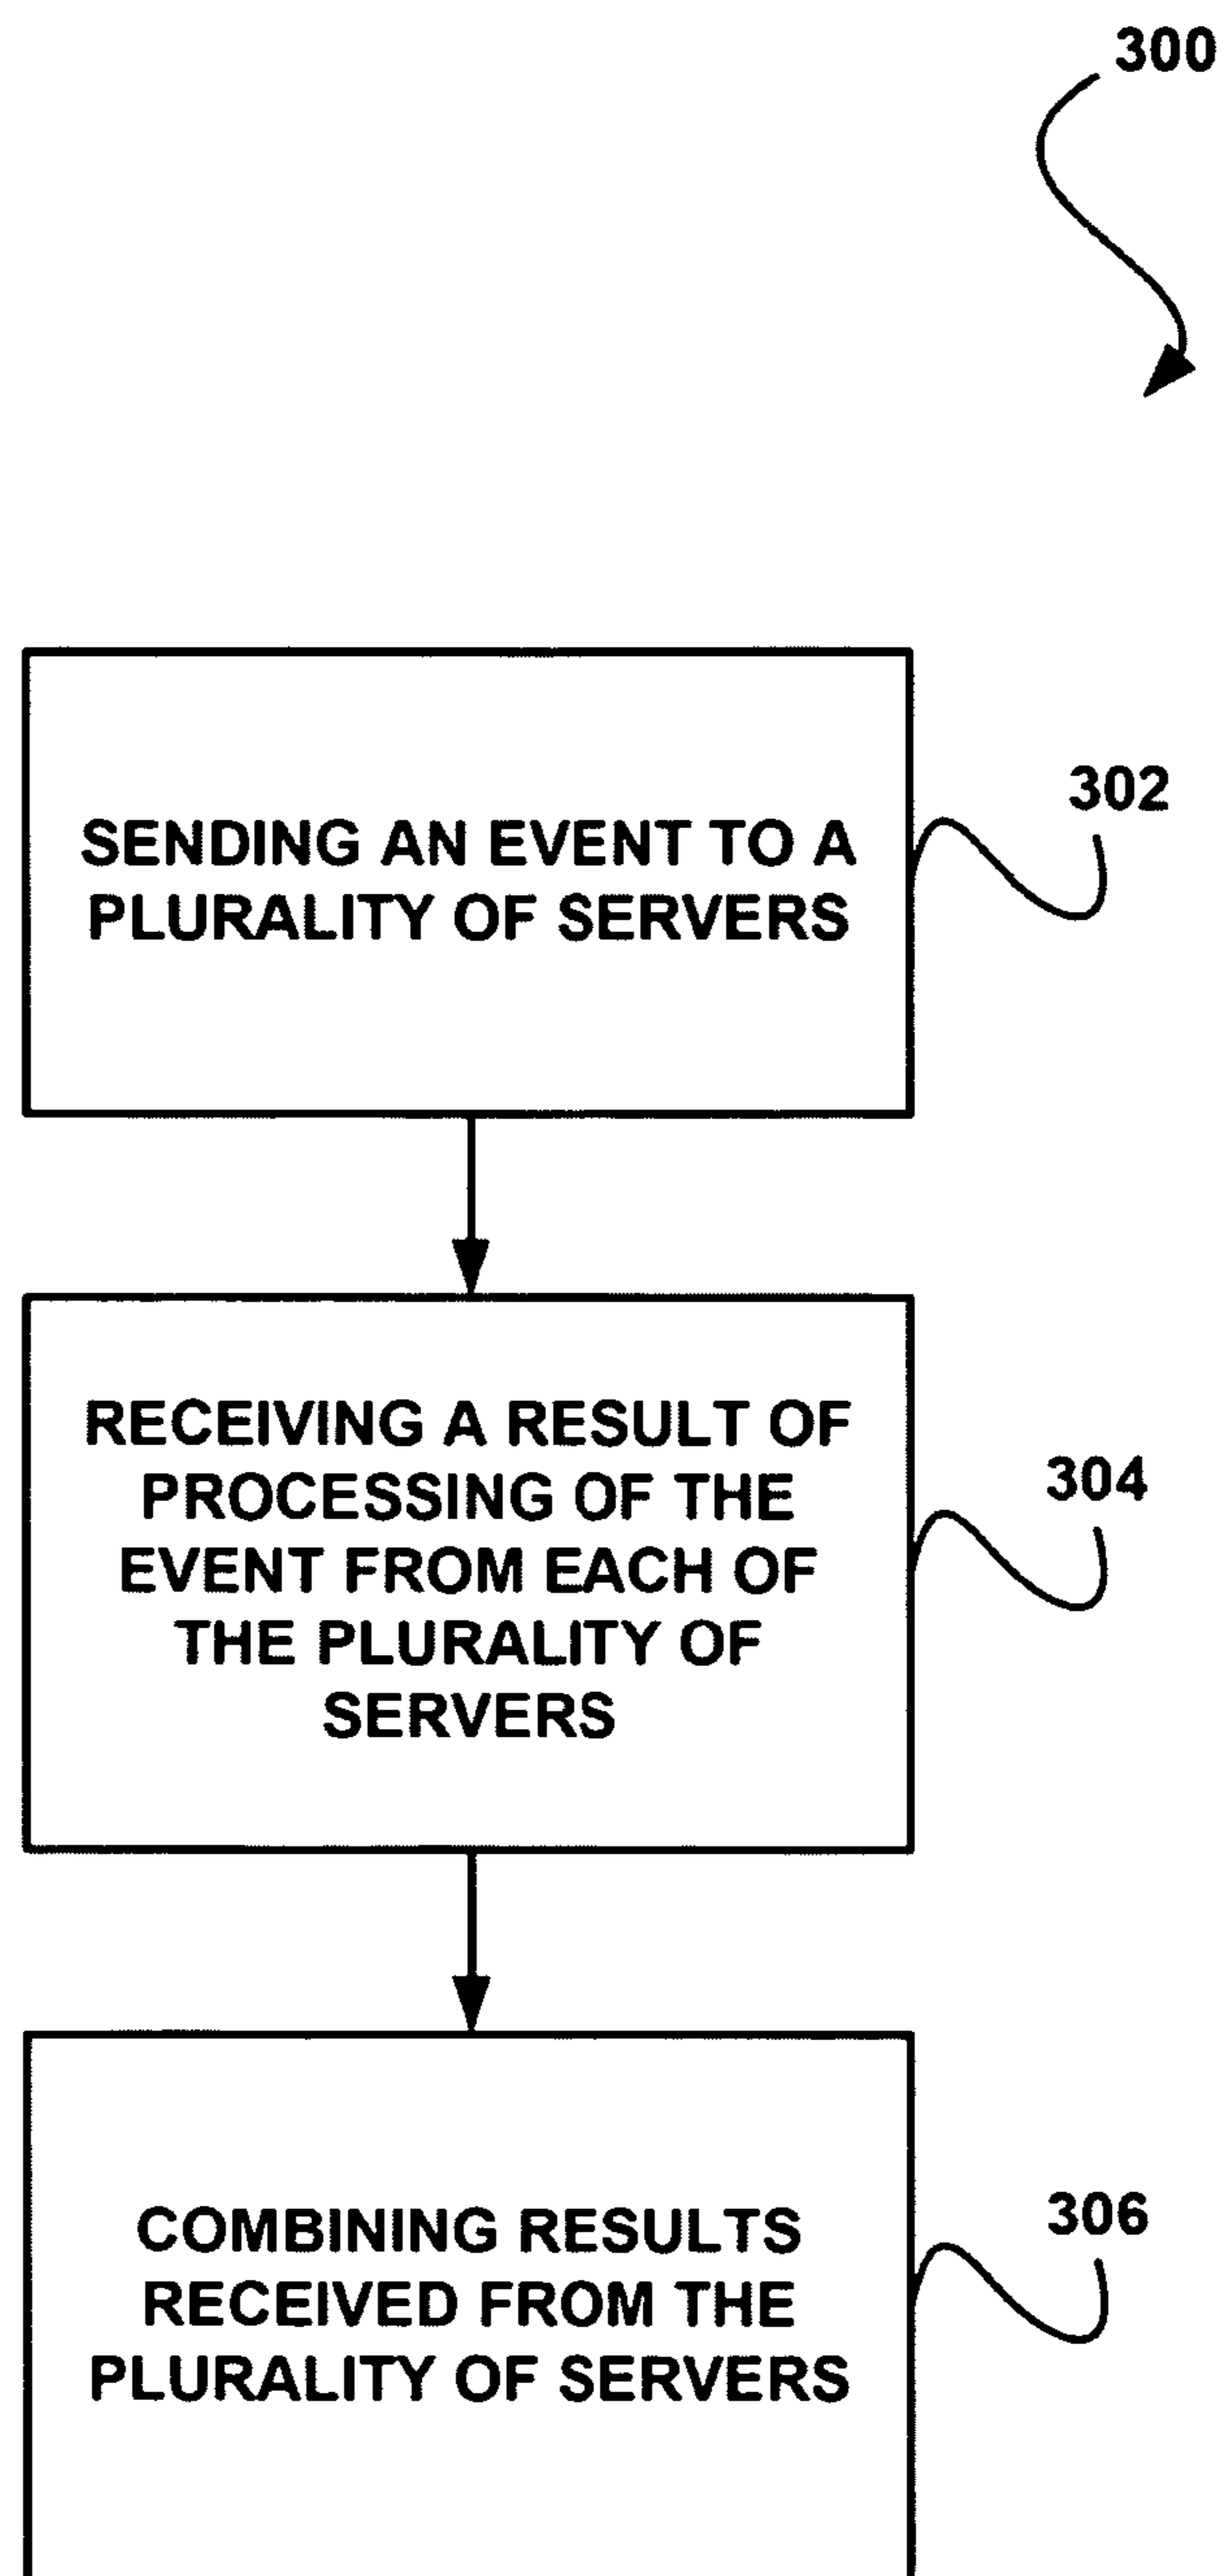 300
SENDING AN EVENT TO A
PLURALITY OF SERVERS
302
RECEIVING A RESULT OF
PROCESSING OF THE
EVENT FROM EACH OF
THE PLURALITY OF
SERVERS
304
COMBINING RESULTS
RECEIVED FROM THE
PLURALITY OF SERVERS
306